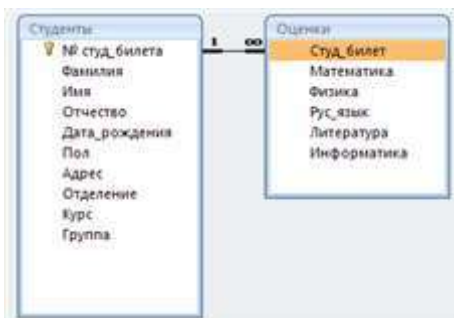 Студенты
№ студ_билета
Фамилия
Имя
Отчество
Дата_рождения
Пол
Адрес
Отделение
Курс
Группа
1 ∞
Оценки
Студ_билет
Математика
Физика
Рус_язык
Литература
Информатика